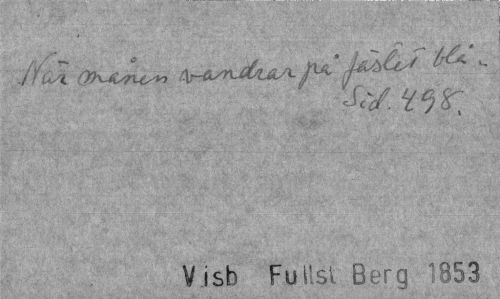 När månen vandrar på fästet blå..
Sid. 498.
Visb Fullst Berg 1853